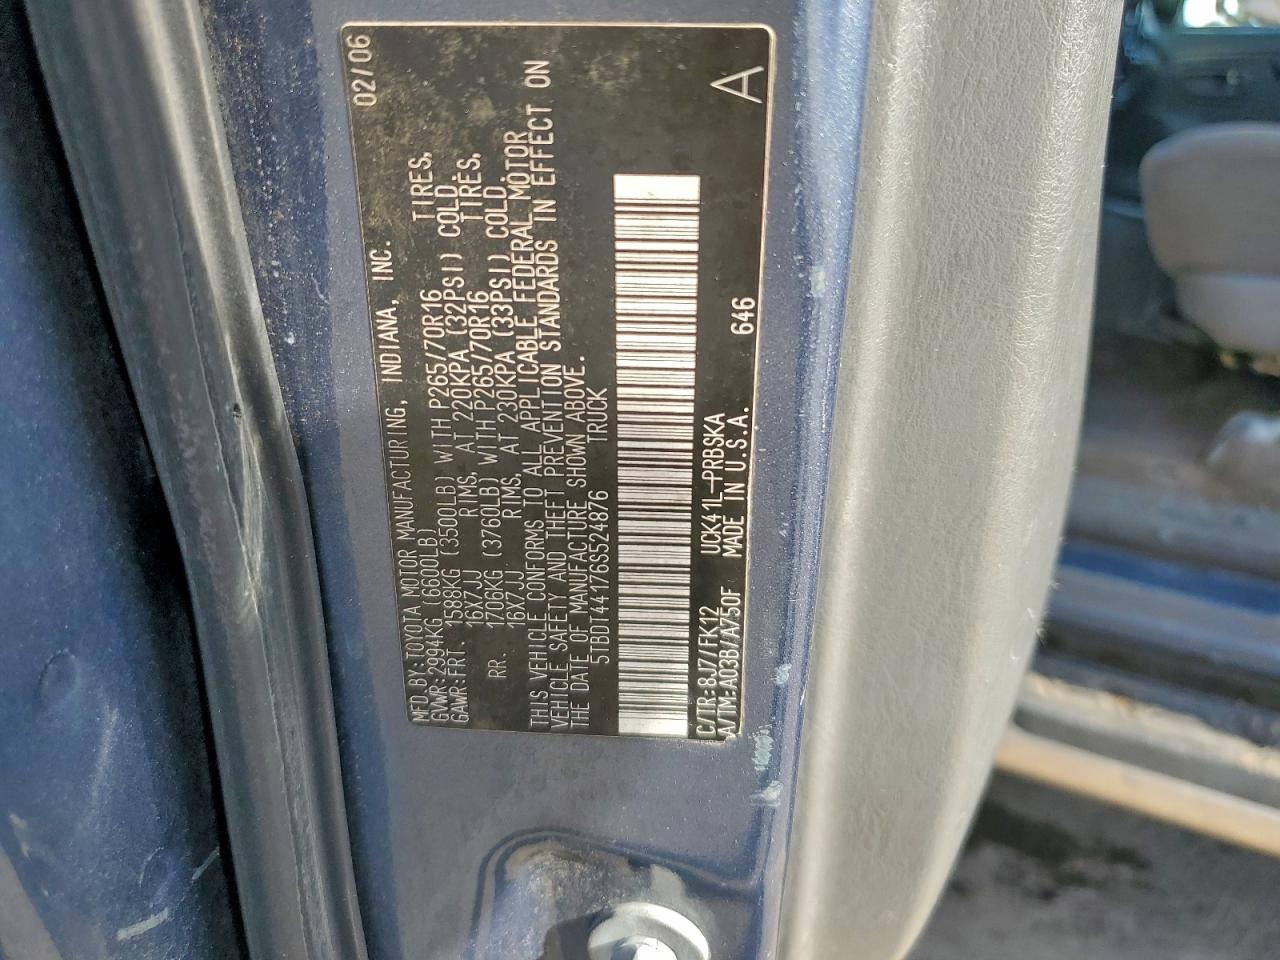 02/06
MFD BY: TOYOTA MOTOR MANUFACTURING, INDIANA, INC.
GVWR: 2994KG (6600LB)
GAWR: FRT. 1588KG (3500LB) WITH P265/70R16 TIRES,
16X7JJ RIMS, AT 220KPA (32PSI) COLD.
RR. 1706KG (3760LB) WITH P265/70R16 TIRES,
16X7JJ RIMS, AT 230KPA (33PSI) COLD.
THIS VEHICLE CONFORMS TO ALL APPLICABLE FEDERAL MOTOR
VEHICLE SAFETY AND THEFT PREVENTION STANDARDS IN EFFECT ON
THE DATE OF MANUFACTURE SHOWN ABOVE.
5TBDT44176S524876 TRUCK
C/TR: 8J7/FK12 UCK41L-PRBSKA 646
A/TM: A03B/A750F MADE IN U.S.A. A